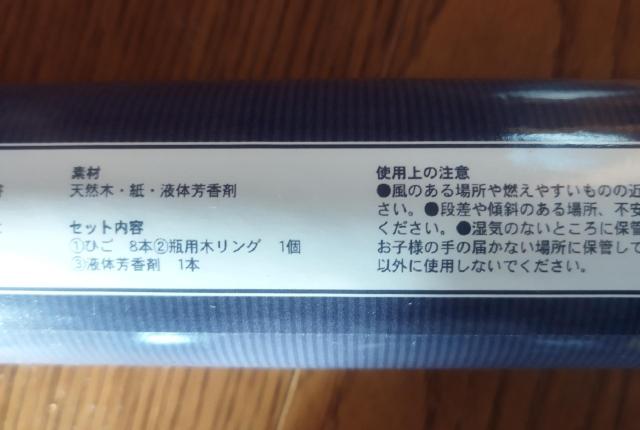 素材
天然木・紙・液体芳香剤
セット内容
①ひご 8本②瓶用木リング 1個
③液体芳香剤 1本
使用上の注意
●風のある場所や燃えやすいものの近
さい。●段差や傾斜のある場所、不安
ください。●湿気のないところに保管
お子様の手の届かない場所に保管して
以外に使用しないでください。